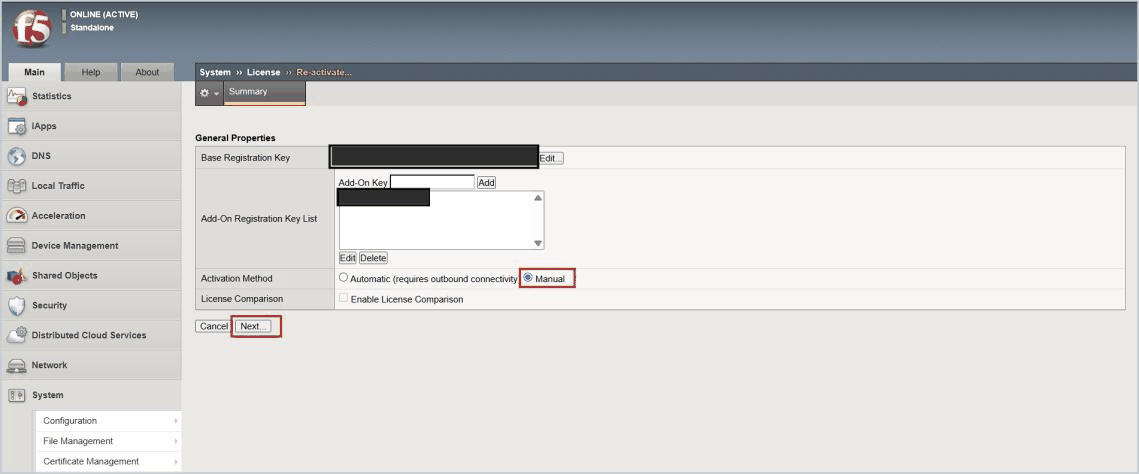 f5
ONLINE (ACTIVE)
Standalone
Main Help About
System ›› License ›› Re-activate...
Statistics
Summary
iApps
General Properties
DNS
Base Registration Key Edit...
Local Traffic
Add-On Key Add
Acceleration
Add-On Registration Key List
Device Management
Edit Delete
Shared Objects
Activation Method Automatic (requires outbound connectivity Manual
License Comparison Enable License Comparison
Security
Cancel Next...
Distributed Cloud Services
Network
System
Configuration
File Management
Certificate Management